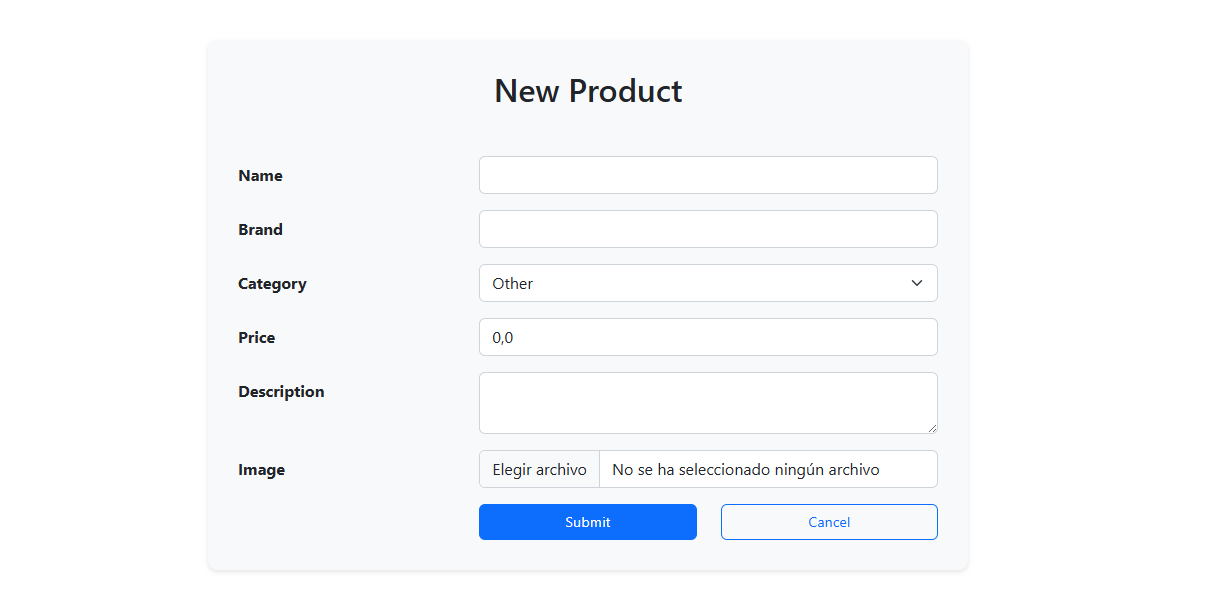 New Product
Name
Brand
Category Other
Price 0,0
Description
Image Elegir archivo No se ha seleccionado ningún archivo
Submit Cancel